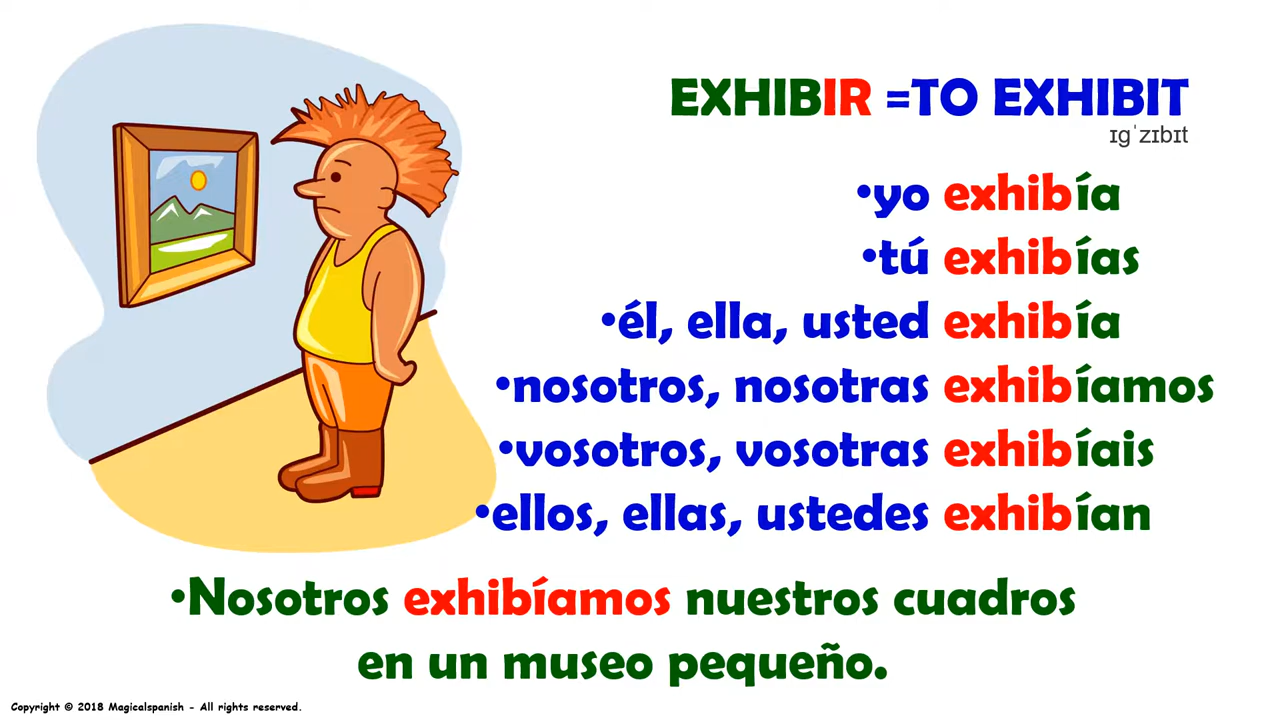 EXHIBIR =TO EXHIBIT
ɪgˈzɪbɪt
•yo exhibía
•tú exhibías
•él, ella, usted exhibía
•nosotros, nosotras exhibíamos
•vosotros, vosotras exhibíais
•ellos, ellas, ustedes exhibían
•Nosotros exhibíamos nuestros cuadros
en un museo pequeño.
Copyright © 2018 Magicalspanish - All rights reserved.